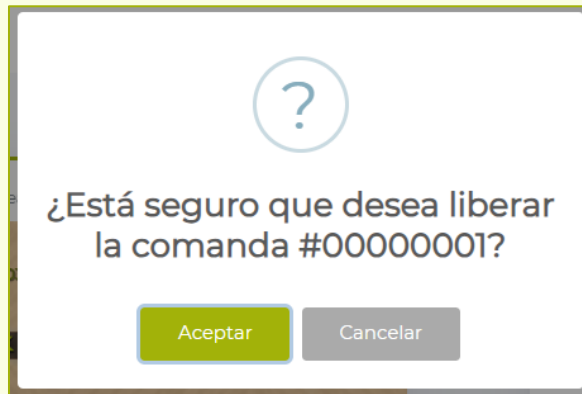 ?
¿Está seguro que desea liberar
la comanda #00000001?
Aceptar Cancelar